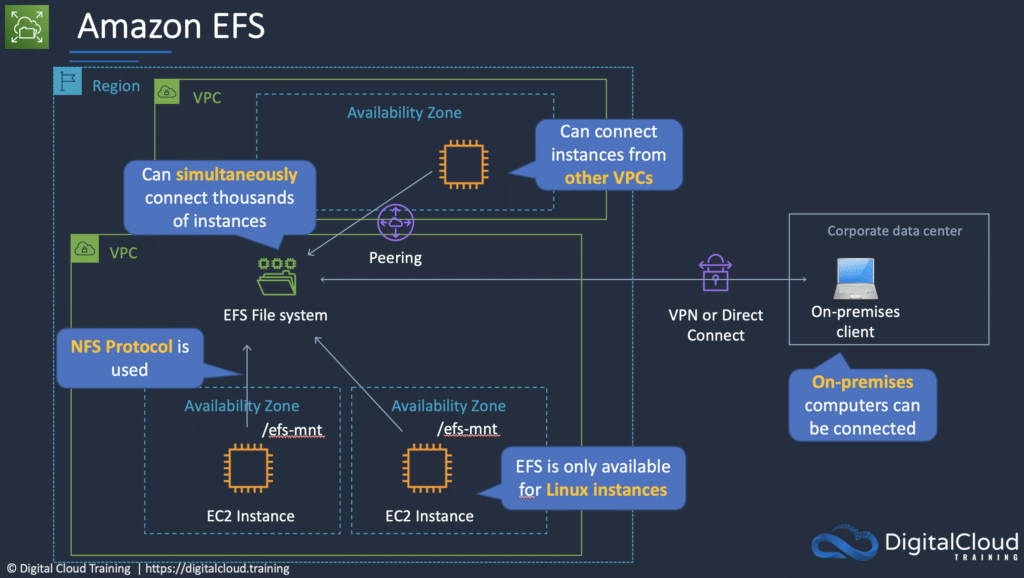 Amazon EFS
Region
VPC
Availability Zone
Can connect
instances from
other VPCs
Can simultaneously
connect thousands
of instances
Peering
VPC
EFS File system
Corporate data center
VPN or Direct
Connect
On-premises
client
NFS Protocol is
used
On-premises
computers can
be connected
Availability Zone
/efs-mnt
EC2 Instance
Availability Zone
/efs-mnt
EC2 Instance
EFS is only available
for Linux instances
DigitalCloud
TRAINING
© Digital Cloud Training | https://digitalcloud.training